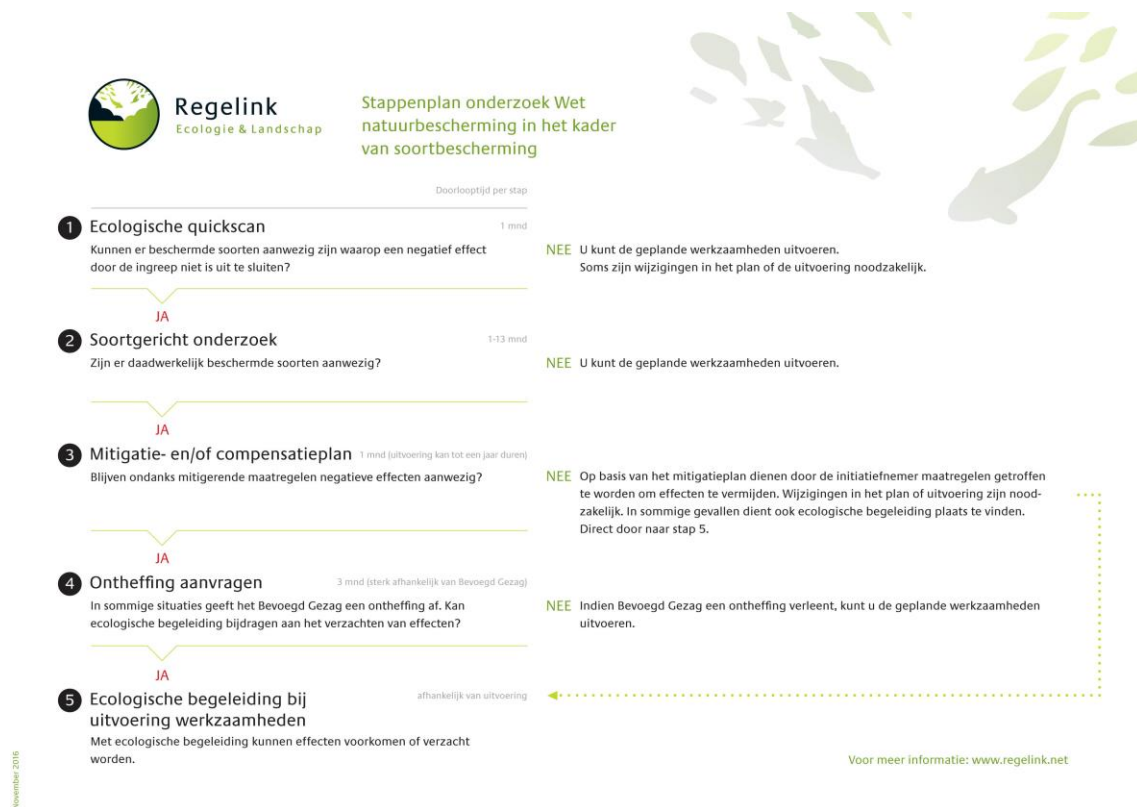 Regelink
Ecologie & Landschap
Stappenplan onderzoek Wet
natuurbescherming in het kader
van soortbescherming
Doorlooptijd per stap
1 Ecologische quickscan 1 mnd
Kunnen er beschermde soorten aanwezig zijn waarop een negatief effect
door de ingreep niet is uit te sluiten?
NEE U kunt de geplande werkzaamheden uitvoeren.
Soms zijn wijzigingen in het plan of de uitvoering noodzakelijk.
JA
2 Soortgericht onderzoek 1-13 mnd
Zijn er daadwerkelijk beschermde soorten aanwezig?
NEE U kunt de geplande werkzaamheden uitvoeren.
JA
3 Mitigatie- en/of compensatieplan 1 mnd (uitvoering kan tot een jaar duren)
Blijven ondanks mitigerende maatregelen negatieve effecten aanwezig?
NEE Op basis van het mitigatieplan dienen door de initiatiefnemer maatregelen getroffen
te worden om effecten te vermijden. Wijzigingen in het plan of uitvoering zijn nood-
zakelijk. In sommige gevallen dient ook ecologische begeleiding plaats te vinden.
Direct door naar stap 5.
JA
4 Ontheffing aanvragen 3 mnd (sterk afhankelijk van Bevoegd Gezag)
In sommige situaties geeft het Bevoegd Gezag een ontheffing af. Kan
ecologische begeleiding bijdragen aan het verzachten van effecten?
NEE Indien Bevoegd Gezag een ontheffing verleent, kunt u de geplande werkzaamheden
uitvoeren.
JA
5 Ecologische begeleiding bij afhankelijk van uitvoering
uitvoering werkzaamheden
Met ecologische begeleiding kunnen effecten voorkomen of verzacht
worden.
Voor meer informatie: www.regelink.net
November 2016